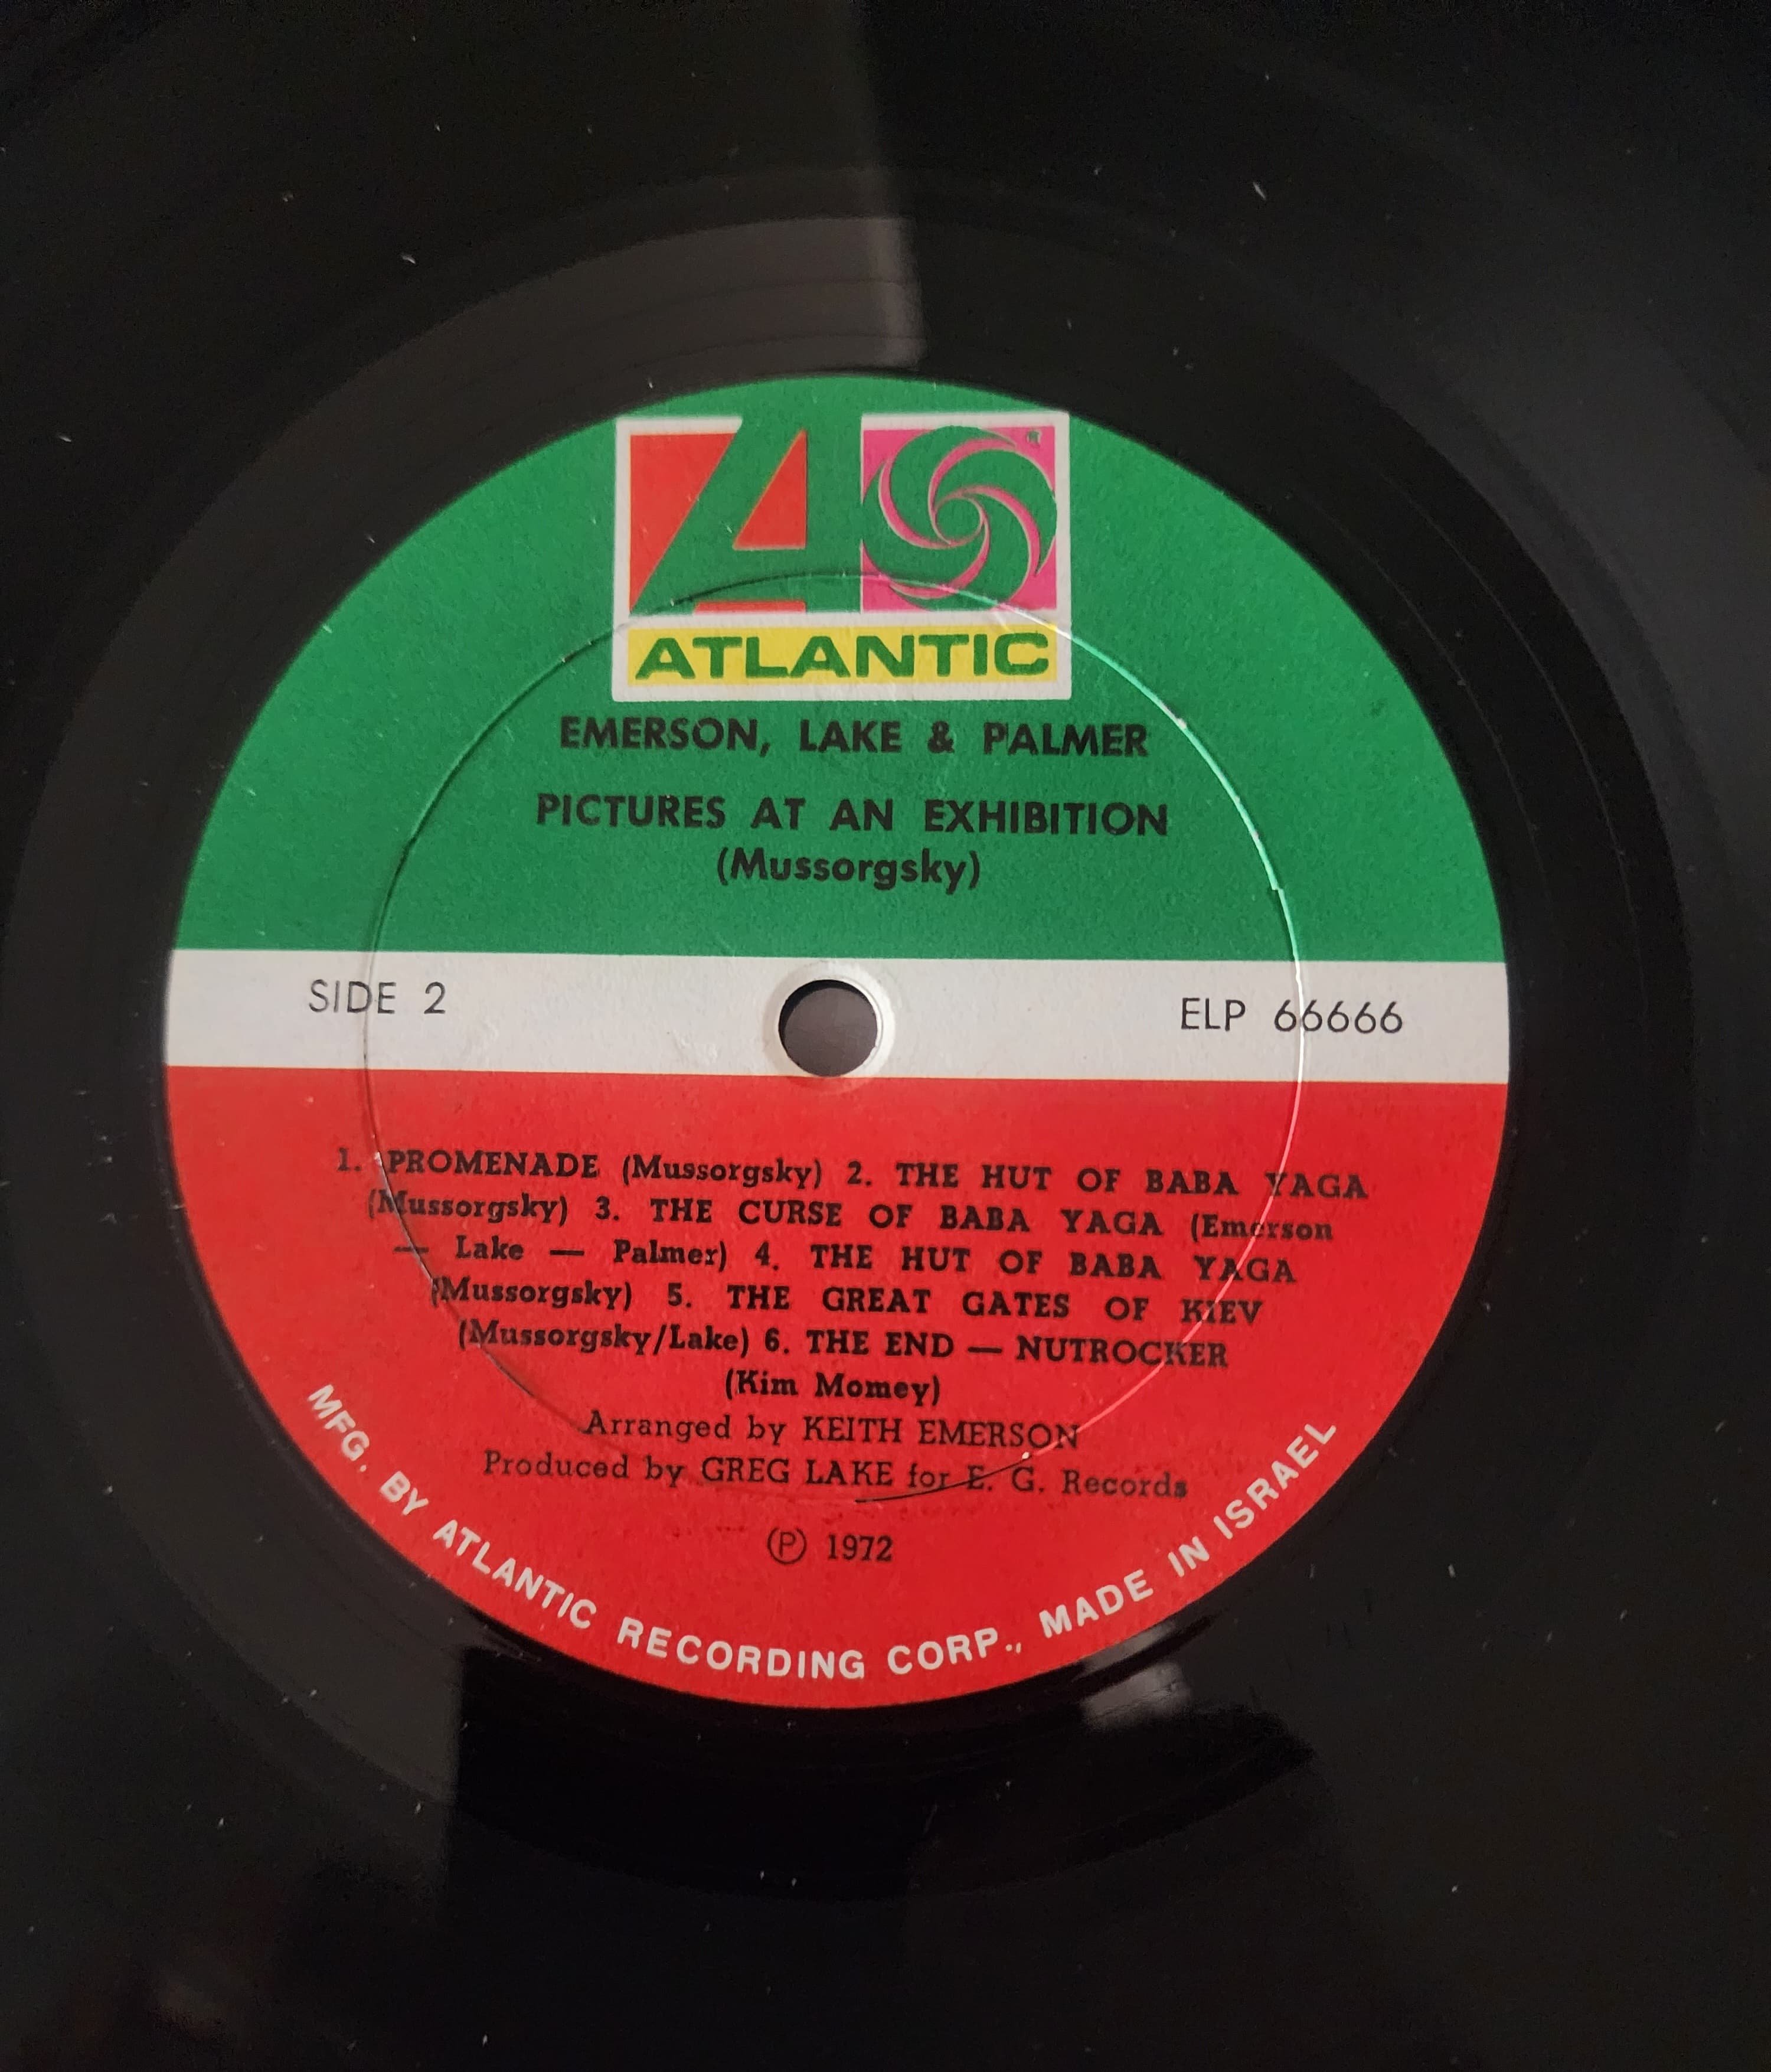 ATLANTIC
EMERSON, LAKE & PALMER
PICTURES AT AN EXHIBITION
(Mussorgsky)
SIDE 2
ELP 66666
1. PROMENADE (Mussorgsky) 2. THE HUT OF BABA YAGA
(Mussorgsky) 3. THE CURSE OF BABA YAGA (Emerson
— Lake — Palmer) 4. THE HUT OF BABA YAGA
(Mussorgsky) 5. THE GREAT GATES OF KIEV
(Mussorgsky/Lake) 6. THE END — NUTROCKER
(Kim Momey)
Arranged by KEITH EMERSON
Produced by GREG LAKE for E. G. Records
Ⓟ 1972
MFG. BY ATLANTIC RECORDING CORP., MADE IN ISRAEL